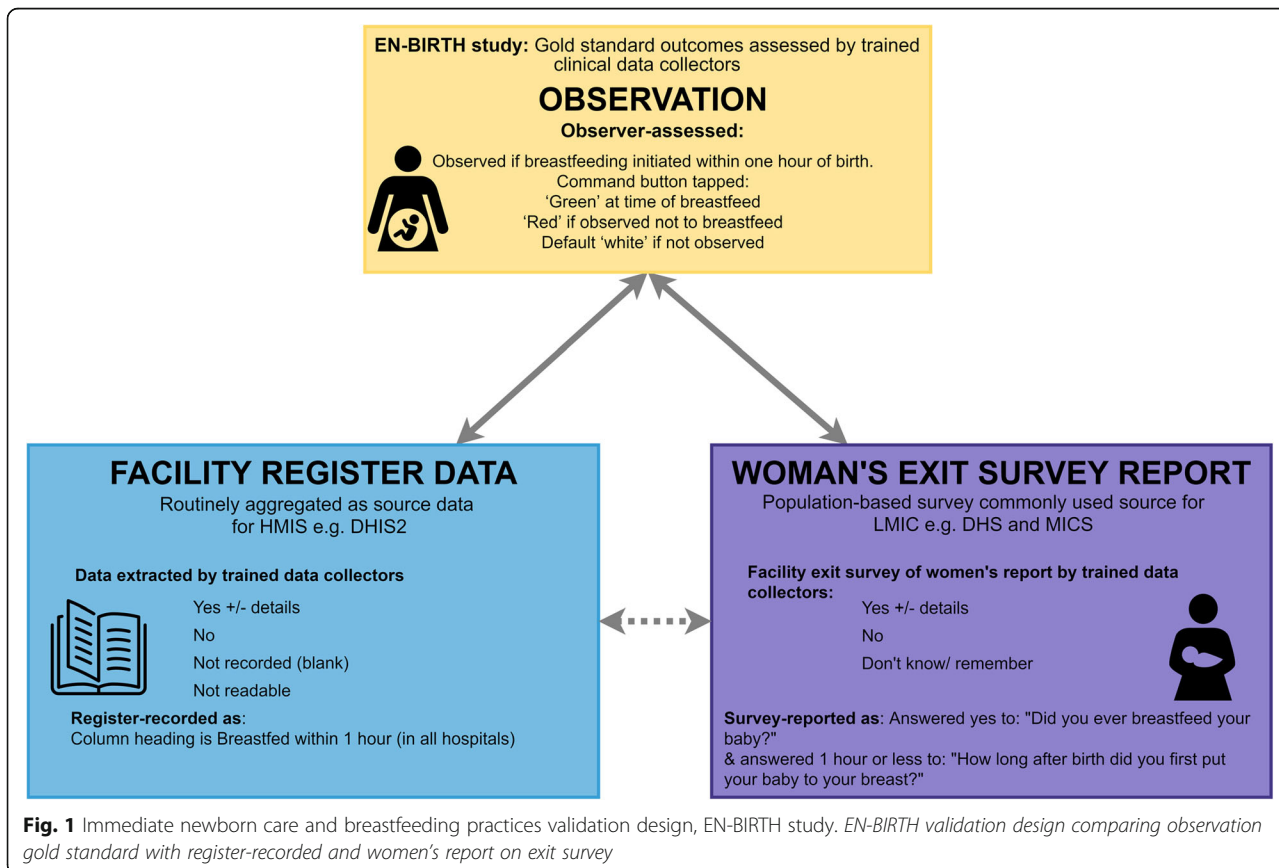 EN-BIRTH study: Gold standard outcomes assessed by trained
clinical data collectors
OBSERVATION
Observer-assessed:
Observed if breastfeeding initiated within one hour of birth.
Command button tapped:
‘Green’ at time of breastfeed
‘Red’ if observed not to breastfeed
Default ‘white’ if not observed
FACILITY REGISTER DATA
Routinely aggregated as source data
for HMIS e.g. DHIS2
Data extracted by trained data collectors
Yes +/- details
No
Not recorded (blank)
Not readable
Register-recorded as:
Column heading is Breastfed within 1 hour (in all hospitals)
WOMAN'S EXIT SURVEY REPORT
Population-based survey commonly used source for
LMIC e.g. DHS and MICS
Facility exit survey of women's report by trained data
collectors:
Yes +/- details
No
Don't know/ remember
Survey-reported as: Answered yes to: "Did you ever breastfeed your
baby?"
& answered 1 hour or less to: "How long after birth did you first put
your baby to your breast?"
Fig. 1 Immediate newborn care and breastfeeding practices validation design, EN-BIRTH study. EN-BIRTH validation design comparing observation
gold standard with register-recorded and women’s report on exit survey